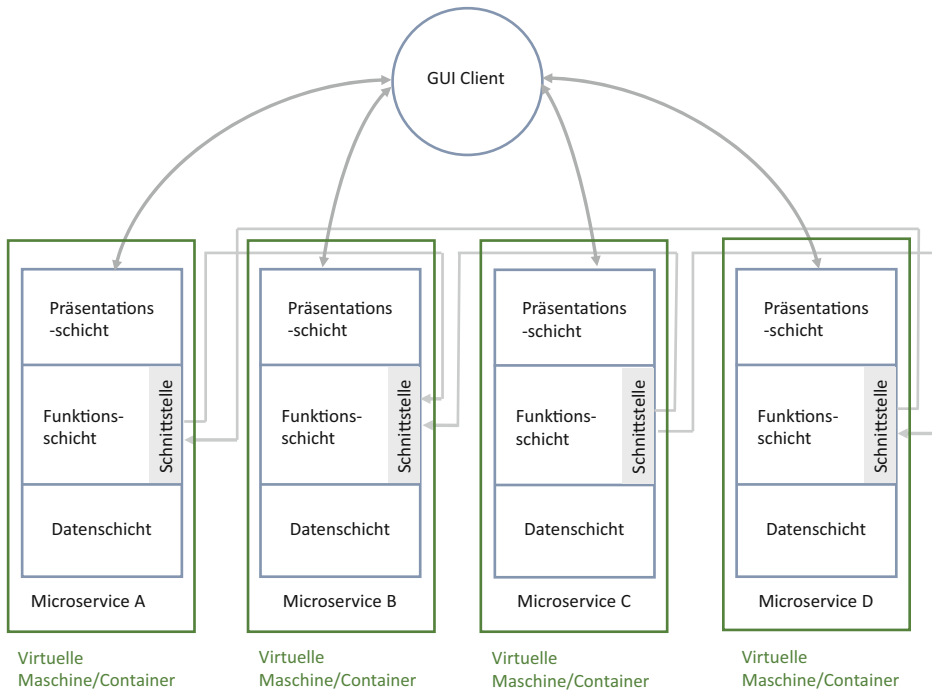 GUI Client
Präsentations
-schicht
Funktions-
schicht
Schnittstelle
Datenschicht
Microservice A
Virtuelle
Maschine/Container
Präsentations
-schicht
Funktions-
schicht
Schnittstelle
Datenschicht
Microservice B
Virtuelle
Maschine/Container
Präsentations
-schicht
Funktions-
schicht
Schnittstelle
Datenschicht
Microservice C
Virtuelle
Maschine/Container
Präsentations
-schicht
Funktions-
schicht
Schnittstelle
Datenschicht
Microservice D
Virtuelle
Maschine/Container